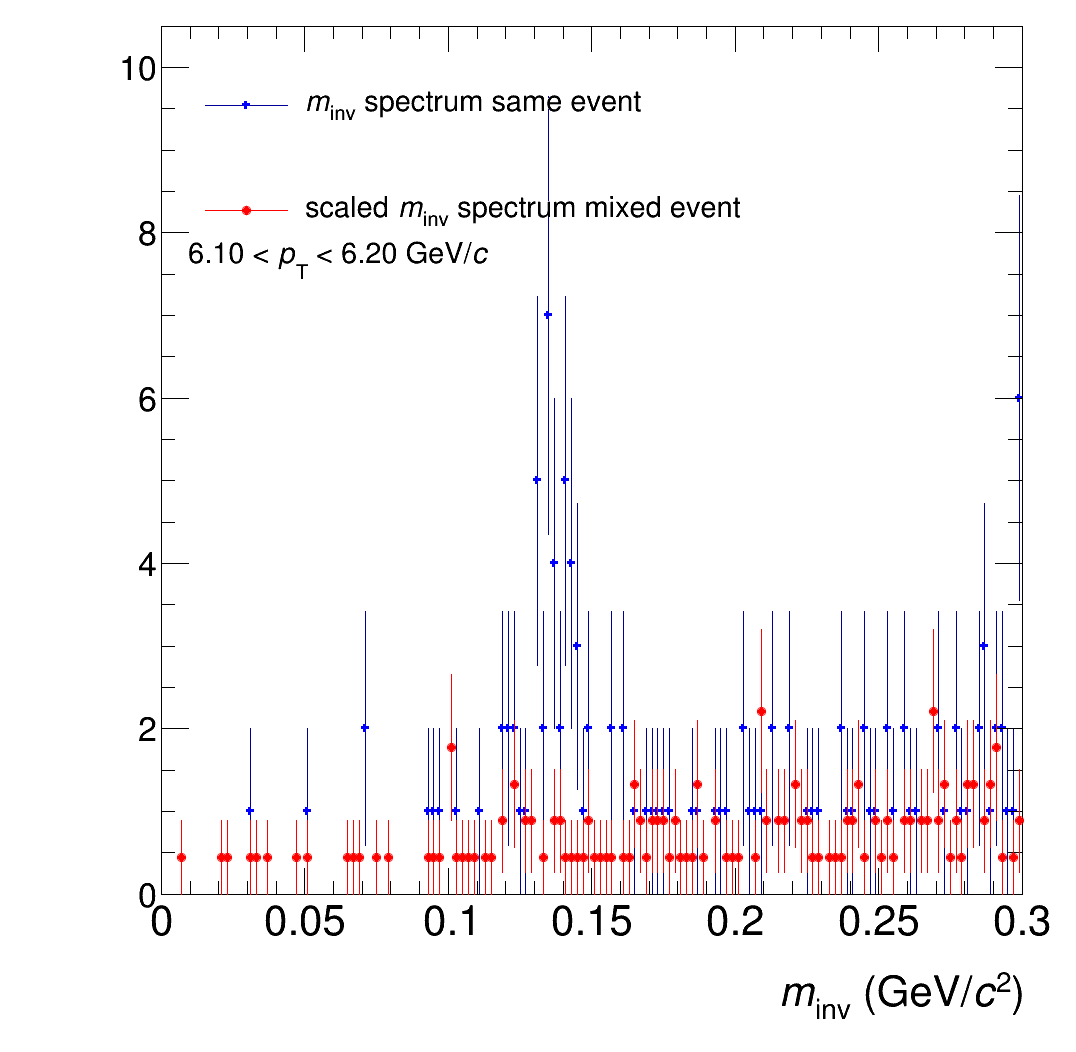 10
m_inv spectrum same event
scaled m_inv spectrum mixed event
8
6.10 < p_T < 6.20 GeV/c
6
4
2
0
0 0.05 0.1 0.15 0.2 0.25 0.3
m_inv (GeV/c²)